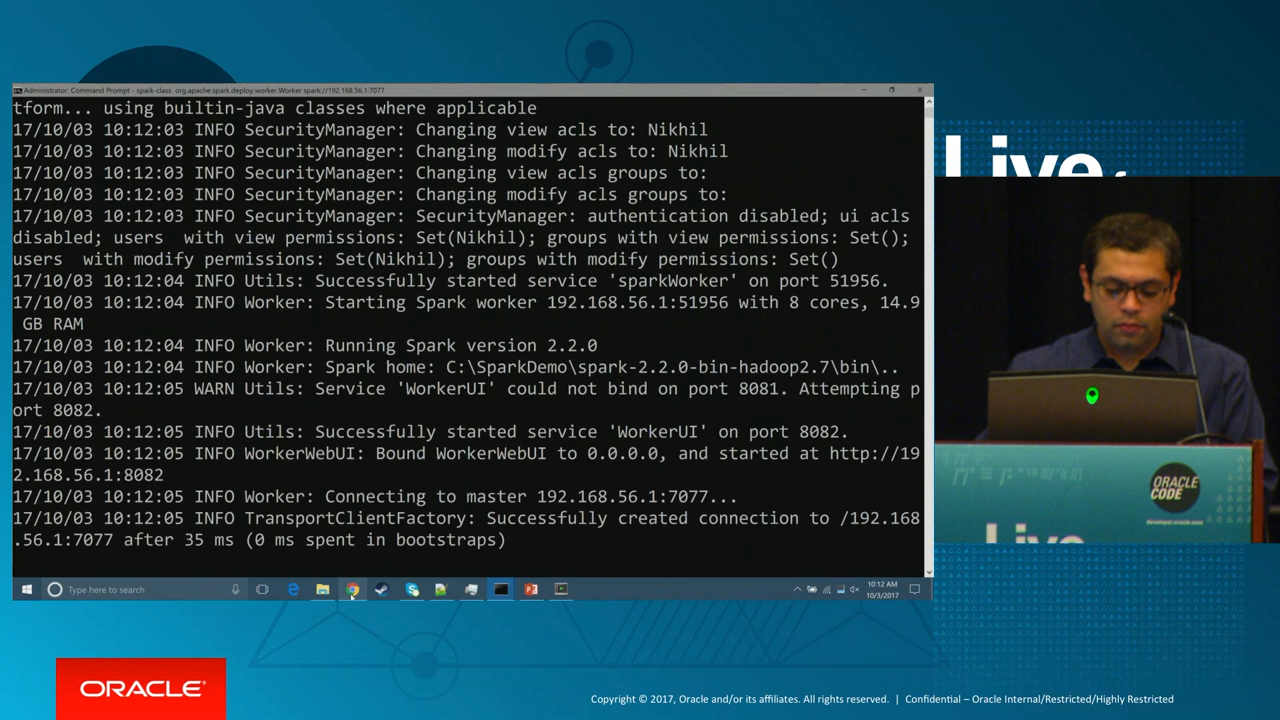 Administrator: Command Prompt - spark-class org.apache.spark.deploy.worker.Worker spark://192.168.56.1:7077
tform... using builtin-java classes where applicable
17/10/03 10:12:03 INFO SecurityManager: Changing view acls to: Nikhil
17/10/03 10:12:03 INFO SecurityManager: Changing modify acls to: Nikhil
17/10/03 10:12:03 INFO SecurityManager: Changing view acls groups to:
17/10/03 10:12:03 INFO SecurityManager: Changing modify acls groups to:
17/10/03 10:12:03 INFO SecurityManager: SecurityManager: authentication disabled; ui acls
disabled; users  with view permissions: Set(Nikhil); groups with view permissions: Set();
users  with modify permissions: Set(Nikhil); groups with modify permissions: Set()
17/10/03 10:12:04 INFO Utils: Successfully started service 'sparkWorker' on port 51956.
17/10/03 10:12:04 INFO Worker: Starting Spark worker 192.168.56.1:51956 with 8 cores, 14.9
GB RAM
17/10/03 10:12:04 INFO Worker: Running Spark version 2.2.0
17/10/03 10:12:04 INFO Worker: Spark home: C:\SparkDemo\spark-2.2.0-bin-hadoop2.7\bin\..
17/10/03 10:12:05 WARN Utils: Service 'WorkerUI' could not bind on port 8081. Attempting p
ort 8082.
17/10/03 10:12:05 INFO Utils: Successfully started service 'WorkerUI' on port 8082.
17/10/03 10:12:05 INFO WorkerWebUI: Bound WorkerWebUI to 0.0.0.0, and started at http://19
2.168.56.1:8082
17/10/03 10:12:05 INFO Worker: Connecting to master 192.168.56.1:7077...
17/10/03 10:12:05 INFO TransportClientFactory: Successfully created connection to /192.168
.56.1:7077 after 35 ms (0 ms spent in bootstraps)
Type here to search
10:12 AM
10/3/2017
Live
ORACLE
CODE
developer.oracle.com
Live
ORACLE
Copyright © 2017, Oracle and/or its affiliates. All rights reserved. | Confidential – Oracle Internal/Restricted/Highly Restricted